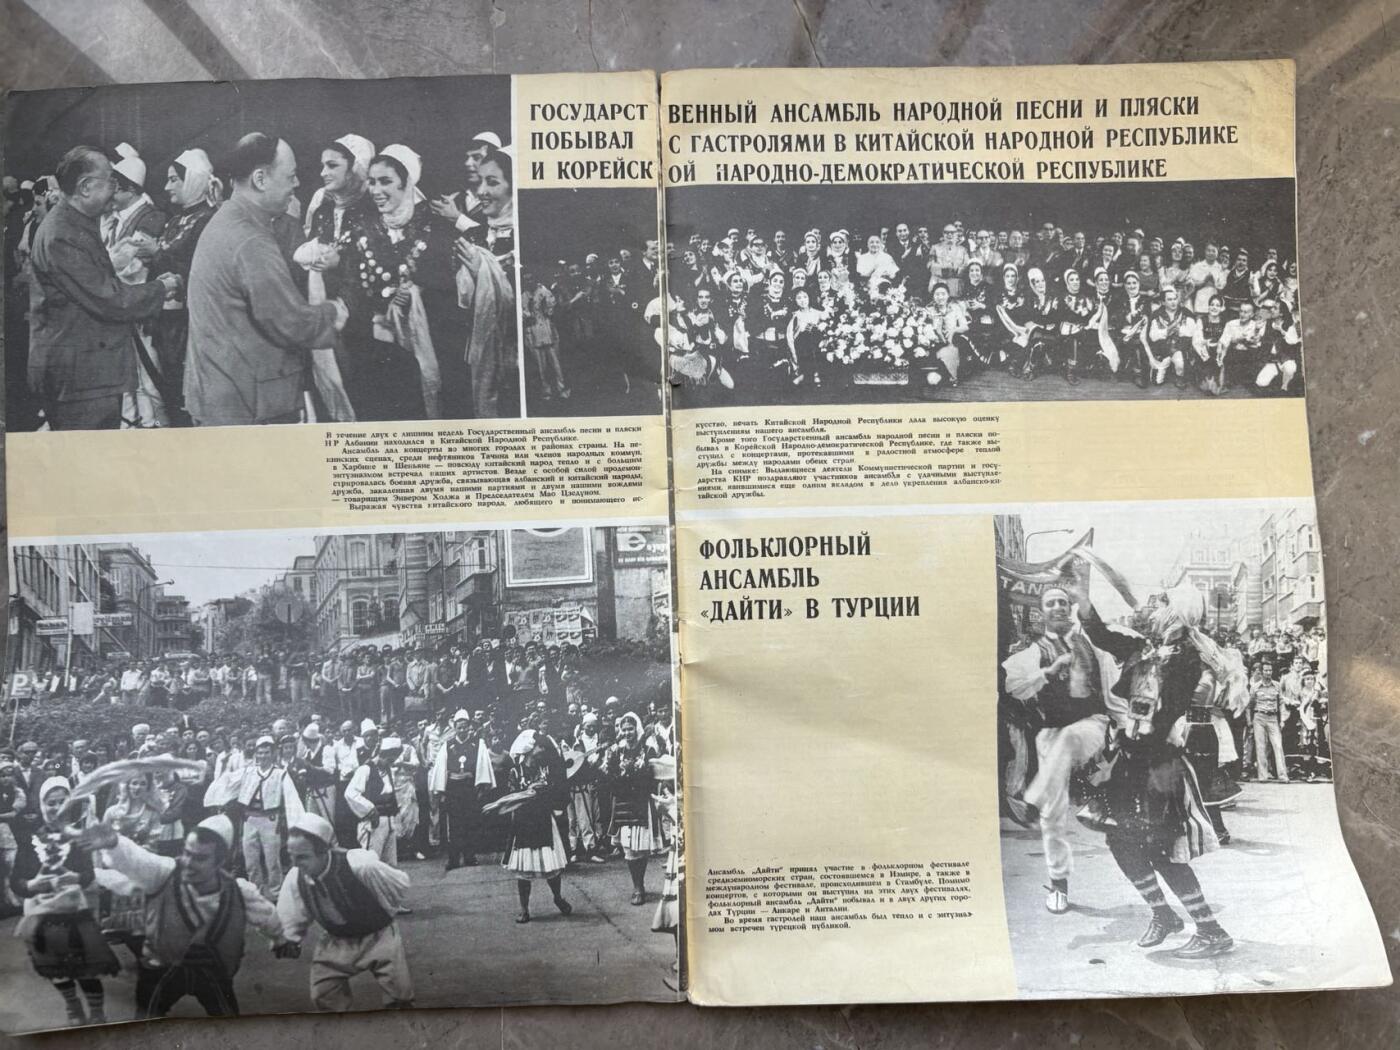 ГОСУДАРСТВЕННЫЙ АНСАМБЛЬ НАРОДНОЙ ПЕСНИ И ПЛЯСКИ
ПОБЫВАЛ С ГАСТРОЛЯМИ В КИТАЙСКОЙ НАРОДНОЙ РЕСПУБЛИКЕ
И КОРЕЙСКОЙ НАРОДНО-ДЕМОКРАТИЧЕСКОЙ РЕСПУБЛИКЕ
В течение двух с лишним недель Государственный ансамбль песни и пляски
НР Албании находился в Китайской Народной Республике.
Ансамбль дал концерты во многих городах и районах страны. На пе-
кинских сценах, среди нефтяников Тачина или членов народных коммун,
в Харбине и Шеньяне — повсюду китайский народ тепло и с большим
энтузиазмом встречал наших артистов. Везде с особой силой продемон-
стрировалась боевая дружба, связывающая албанский и китайский народы,
дружба, закаленная двумя нашими партиями и двумя нашими вождями
— товарищем Энвером Ходжа и Председателем Мао Цзедуном.
Выражая чувства китайского народа, любящего и понимающего ис-
кусство, печать Китайской Народной Республики дала высокую оценку
выступлениям нашего ансамбля.
Кроме того Государственный ансамбль народной песни и пляски по-
бывал в Корейской Народно-демократической Республике, где также вы-
ступил с концертами, протекавшими в радостной атмосфере теплой
дружбы между народами обеих стран.
На снимке: Выдающиеся деятели Коммунистической партии и госу-
дарства КНР поздравляют участников ансамбля с удачными выступле-
ниями, явившимися еще одним вкладом в дело укрепления албанско-ки-
тайской дружбы.
ФОЛЬКЛОРНЫЙ
АНСАМБЛЬ
«ДАЙТИ» В ТУРЦИИ
TAN
Ансамбль „Дайти" принял участие в фольклорном фестивале
средиземноморских стран, состоявшемся в Измире, а также в
международном фестивале, происходившем в Стамбуле. Помимо
концертов, с которыми он выступил на этих двух фестивалях,
фольклорный ансамбль „Дайти" побывал и в двух других горо-
дах Турции — Анкаре и Анталии.
Во время гастролей наш ансамбль был тепло и с энтузиаз-
мом встречен турецкой публикой.